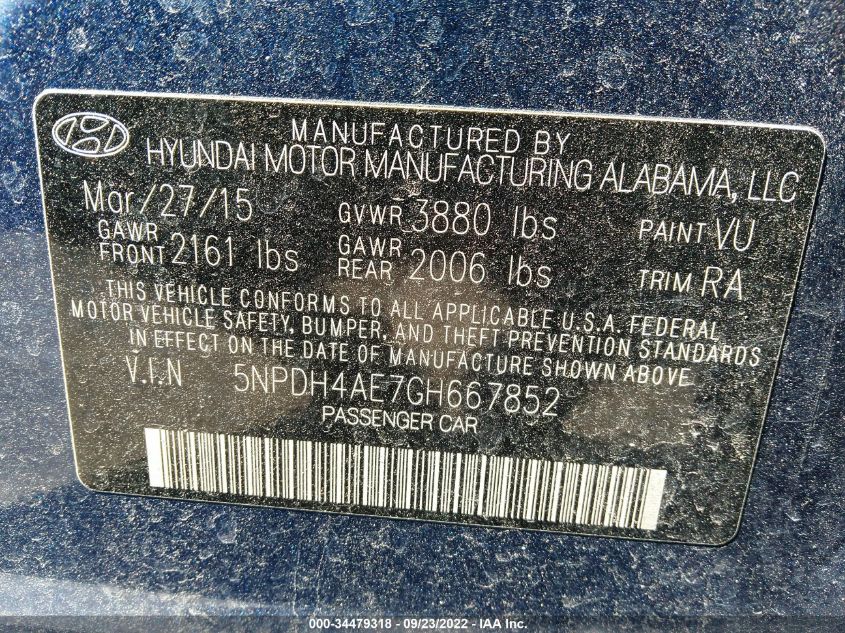 MANUFACTURED BY
HYUNDAI MOTOR MANUFACTURING ALABAMA, LLC
Mar/27/15 GVWR 3880 lbs PAINT VU
GAWR FRONT 2161 lbs GAWR REAR 2006 lbs TRIM RA
THIS VEHICLE CONFORMS TO ALL APPLICABLE U.S.A. FEDERAL
MOTOR VEHICLE SAFETY, BUMPER, AND THEFT PREVENTION STANDARDS
IN EFFECT ON THE DATE OF MANUFACTURE SHOWN ABOVE
V.I.N 5NPDH4AE7GH667852
PASSENGER CAR
000-34479318 - 09/23/2022 - IAA Inc.